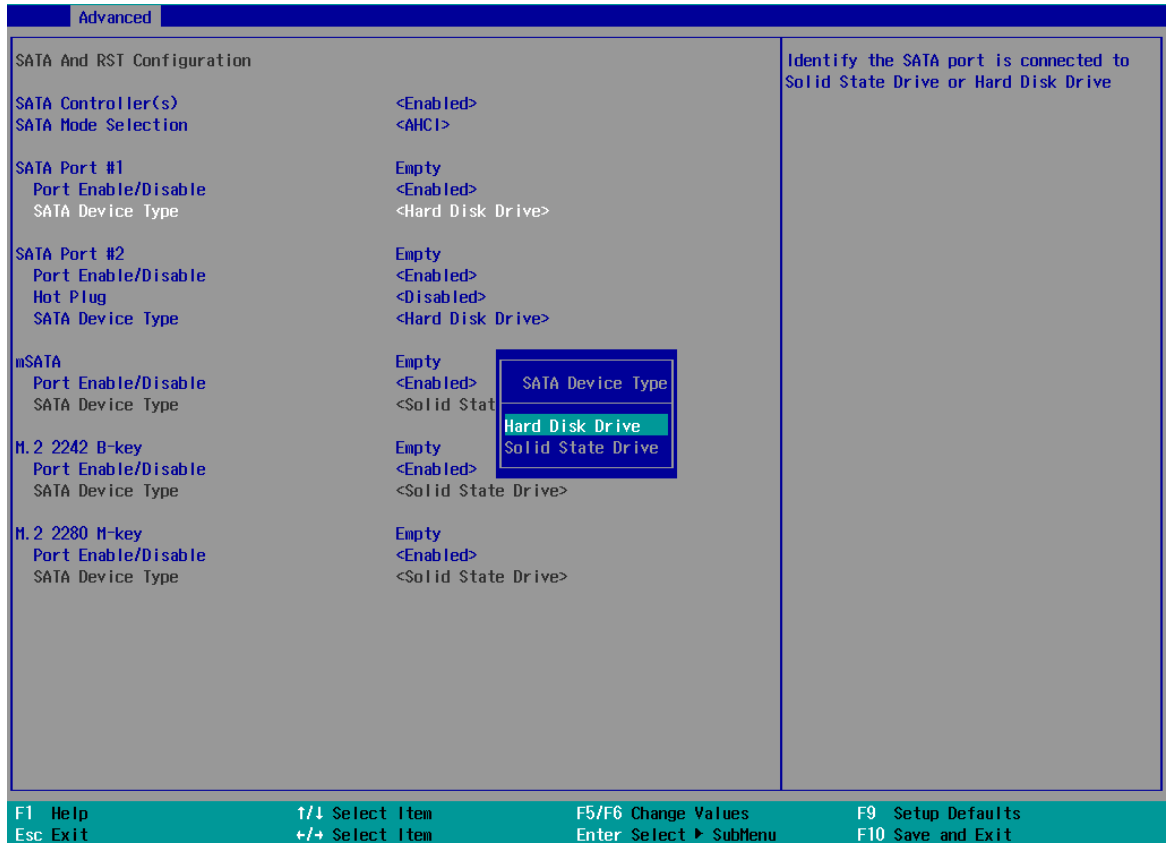 Advanced
SATA And RST Configuration
SATA Controller(s) <Enabled>
SATA Mode Selection <AHCI>
SATA Port #1 Empty
Port Enable/Disable <Enabled>
SATA Device Type <Hard Disk Drive>
SATA Port #2 Empty
Port Enable/Disable <Enabled>
Hot Plug <Disabled>
SATA Device Type <Hard Disk Drive>
mSATA Empty
Port Enable/Disable <Enabled>
SATA Device Type <Solid Stat
M.2 2242 B-key Empty
Port Enable/Disable <Enabled>
SATA Device Type <Solid State Drive>
M.2 2280 M-key Empty
Port Enable/Disable <Enabled>
SATA Device Type <Solid State Drive>
SATA Device Type
Hard Disk Drive
Solid State Drive
Identify the SATA port is connected to
Solid State Drive or Hard Disk Drive
F1 Help ↑/↓ Select Item F5/F6 Change Values F9 Setup Defaults
Esc Exit ←/→ Select Item Enter Select ▶ SubMenu F10 Save and Exit